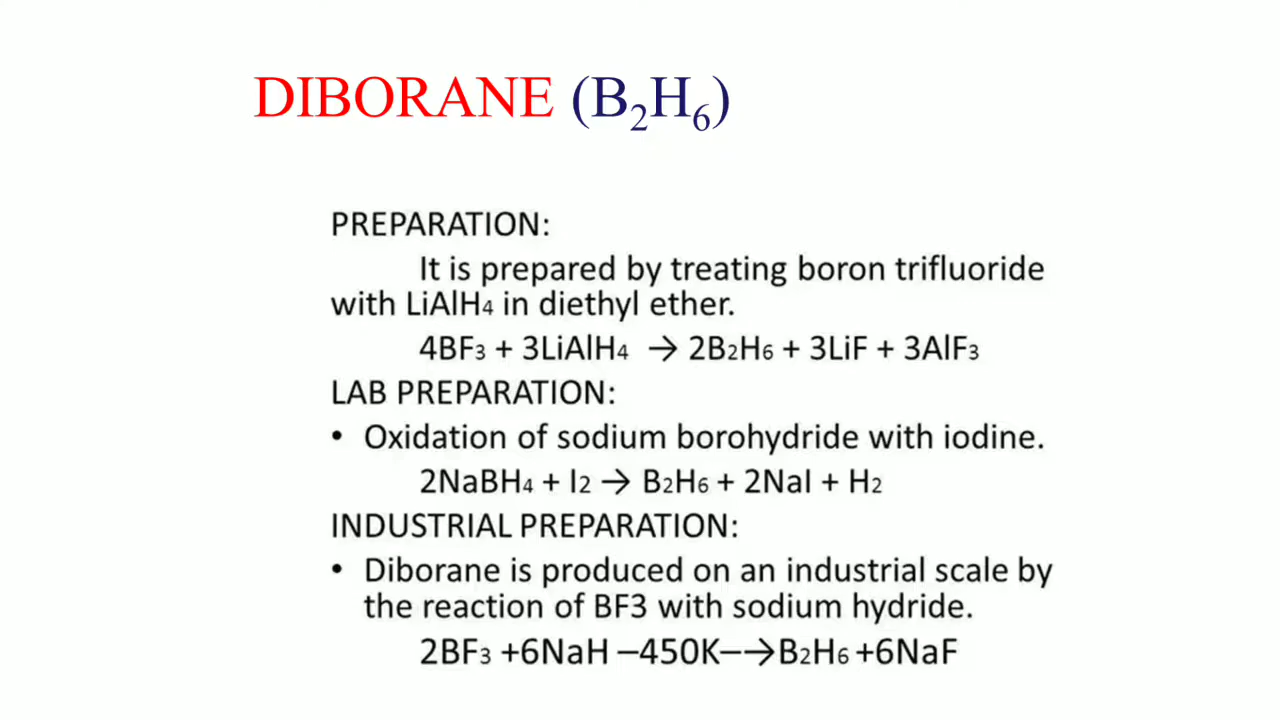 DIBORANE (B₂H₆)
PREPARATION:
It is prepared by treating boron trifluoride
with LiAlH₄ in diethyl ether.
4BF₃ + 3LiAlH₄ → 2B₂H₆ + 3LiF + 3AlF₃
LAB PREPARATION:
• Oxidation of sodium borohydride with iodine.
2NaBH₄ + I₂ → B₂H₆ + 2NaI + H₂
INDUSTRIAL PREPARATION:
• Diborane is produced on an industrial scale by
the reaction of BF3 with sodium hydride.
2BF₃ +6NaH –450K–→B₂H₆ +6NaF